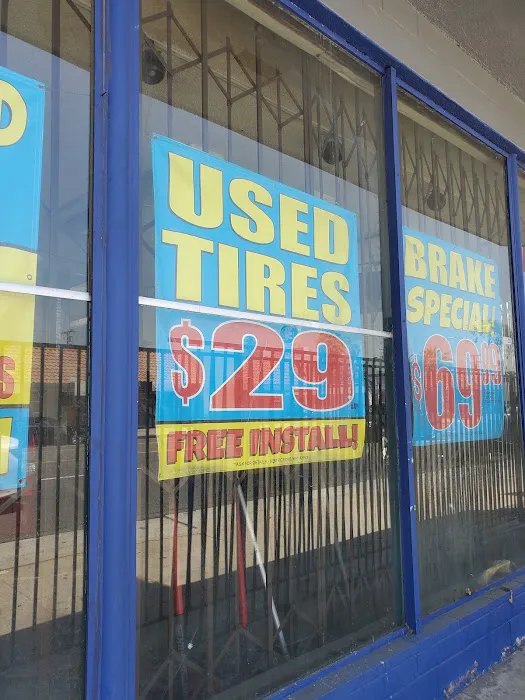 D
S
!
USED
TIRES
$29
FREE INSTALL!
BRAKE
SPECIAL!
$69.99